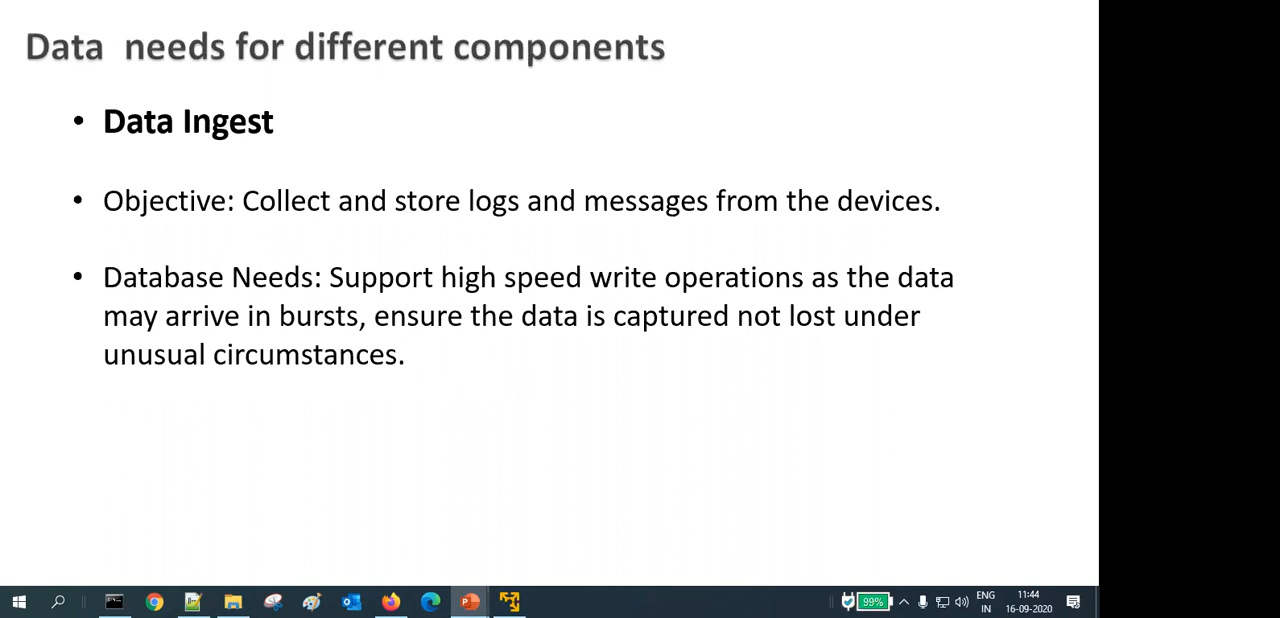 Data  needs for different components
• Data Ingest
• Objective: Collect and store logs and messages from the devices.
• Database Needs: Support high speed write operations as the data
may arrive in bursts, ensure the data is captured not lost under
unusual circumstances.
99%
ENG
IN
11:44
16-09-2020